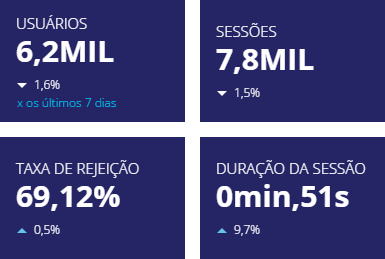 USUÁRIOS
6,2MIL
1,6%
x os últimos 7 dias
SESSÕES
7,8MIL
1,5%
TAXA DE REJEIÇÃO
69,12%
0,5%
DURAÇÃO DA SESSÃO
0min,51s
9,7%